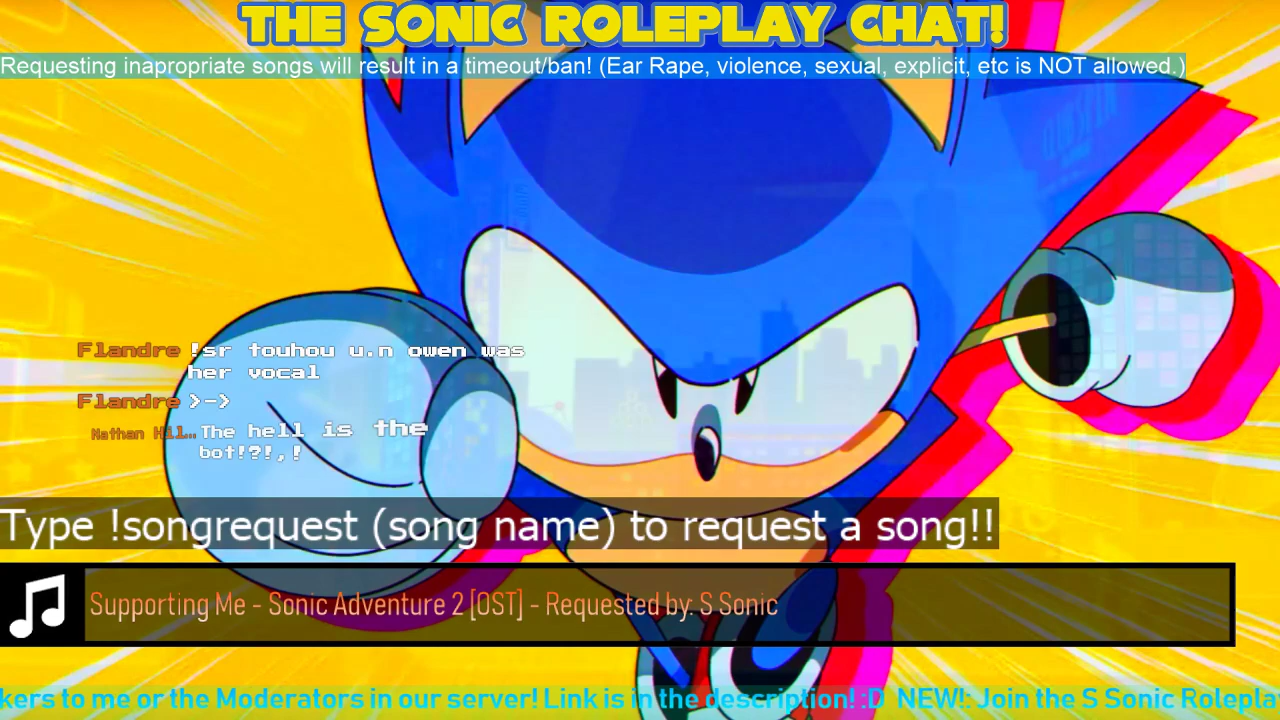 THE SONIC ROLEPLAY CHAT!
Requesting inapropriate songs will result in a timeout/ban! (Ear Rape, violence, sexual, explicit, etc is NOT allowed.)
Flandre !sr touhou u.n owen was
her vocal
Flandre >->
Nathan Hil… The hell is the
bot!?!,!
Type !songrequest (song name) to request a song!!
Supporting Me - Sonic Adventure 2 [OST] - Requested by: S Sonic
kers to me or the Moderators in our server! Link is in the description! :D NEW!: Join the S Sonic Rolepla